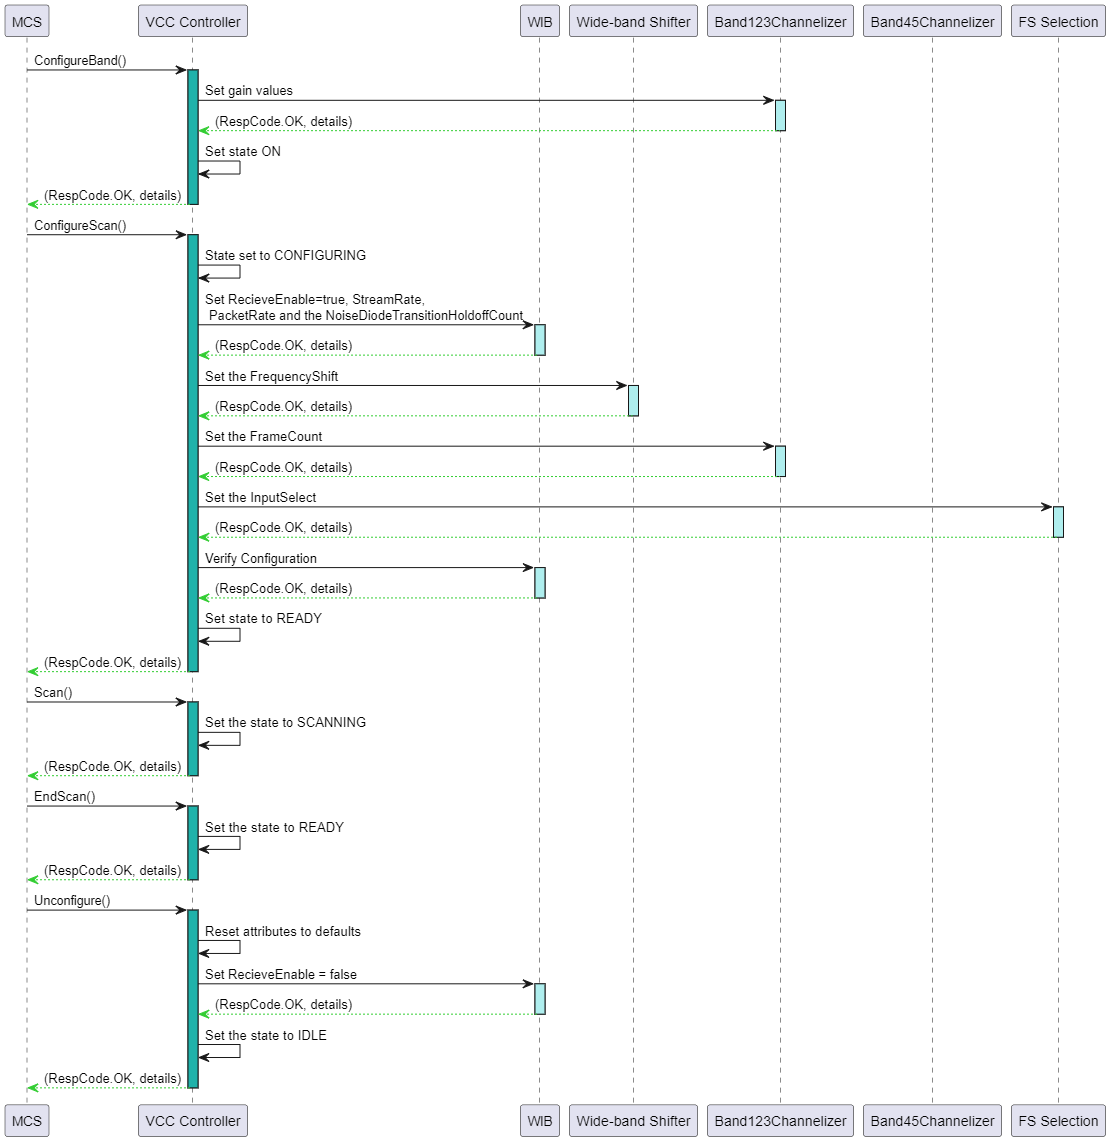 MCS
VCC Controller
WIB
Wide-band Shifter
Band123Channelizer
Band45Channelizer
FS Selection
ConfigureBand()
Set gain values
(RespCode.OK, details)
Set state ON
(RespCode.OK, details)
ConfigureScan()
State set to CONFIGURING
Set RecieveEnable=true, StreamRate,
PacketRate and the NoiseDiodeTransitionHoldoffCount
(RespCode.OK, details)
Set the FrequencyShift
(RespCode.OK, details)
Set the FrameCount
(RespCode.OK, details)
Set the InputSelect
(RespCode.OK, details)
Verify Configuration
(RespCode.OK, details)
Set state to READY
(RespCode.OK, details)
Scan()
Set the state to SCANNING
(RespCode.OK, details)
EndScan()
Set the state to READY
(RespCode.OK, details)
Unconfigure()
Reset attributes to defaults
Set RecieveEnable = false
(RespCode.OK, details)
Set the state to IDLE
(RespCode.OK, details)
MCS
VCC Controller
WIB
Wide-band Shifter
Band123Channelizer
Band45Channelizer
FS Selection